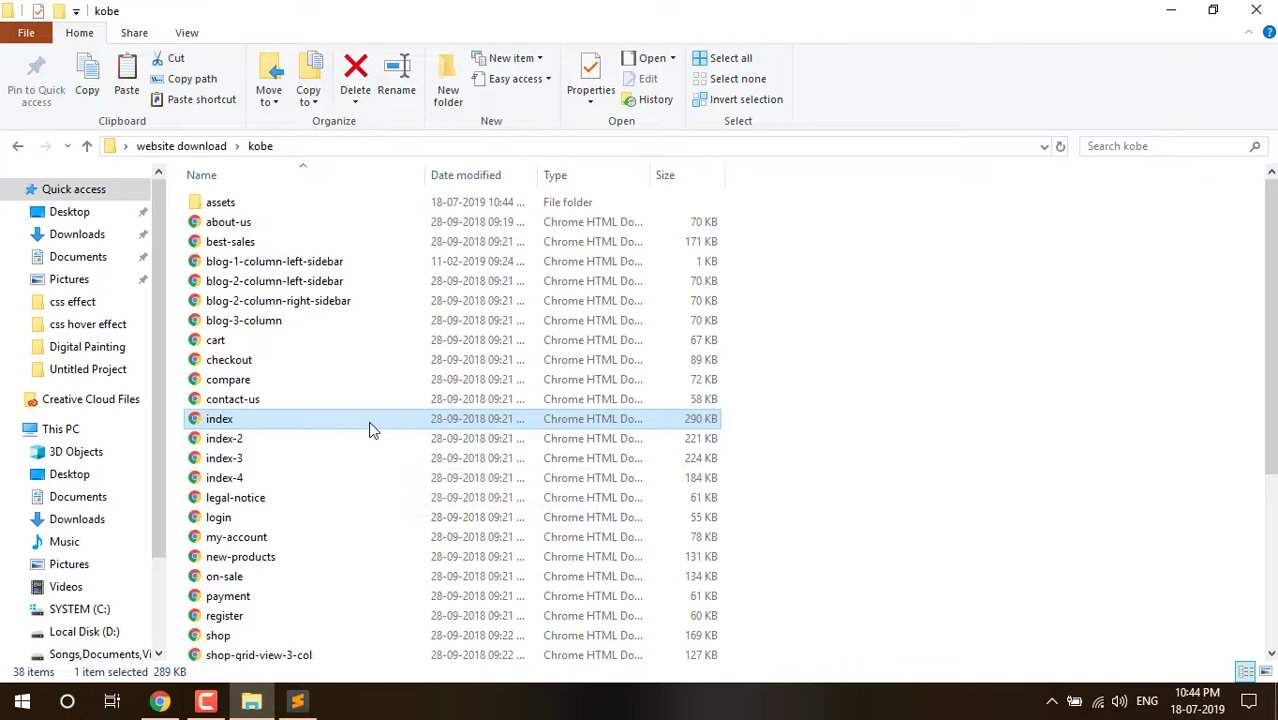 kobe
File Home Share View
Pin to Quick access
Copy
Paste
Cut
Copy path
Paste shortcut
Clipboard
Move to
Copy to
Delete
Rename
Organize
New folder
New item
Easy access
New
Properties
Open
Edit
History
Open
Select all
Select none
Invert selection
Select
website download kobe
Search kobe
Quick access
Desktop
Downloads
Documents
Pictures
css effect
css hover effect
Digital Painting
Untitled Project
Creative Cloud Files
This PC
3D Objects
Desktop
Documents
Downloads
Music
Pictures
Videos
SYSTEM (C:)
Local Disk (D:)
Songs,Documents,Vi
Name Date modified Type Size
assets 18-07-2019 10:44 ... File folder
about-us 28-09-2018 09:19 ... Chrome HTML Do... 70 KB
best-sales 28-09-2018 09:21 ... Chrome HTML Do... 171 KB
blog-1-column-left-sidebar 11-02-2019 09:24 ... Chrome HTML Do... 1 KB
blog-2-column-left-sidebar 28-09-2018 09:21 ... Chrome HTML Do... 70 KB
blog-2-column-right-sidebar 28-09-2018 09:21 ... Chrome HTML Do... 70 KB
blog-3-column 28-09-2018 09:21 ... Chrome HTML Do... 70 KB
cart 28-09-2018 09:21 ... Chrome HTML Do... 67 KB
checkout 28-09-2018 09:21 ... Chrome HTML Do... 89 KB
compare 28-09-2018 09:21 ... Chrome HTML Do... 72 KB
contact-us 28-09-2018 09:21 ... Chrome HTML Do... 58 KB
index 28-09-2018 09:21 ... Chrome HTML Do... 290 KB
index-2 28-09-2018 09:21 ... Chrome HTML Do... 221 KB
index-3 28-09-2018 09:21 ... Chrome HTML Do... 224 KB
index-4 28-09-2018 09:21 ... Chrome HTML Do... 184 KB
legal-notice 28-09-2018 09:21 ... Chrome HTML Do... 61 KB
login 28-09-2018 09:21 ... Chrome HTML Do... 55 KB
my-account 28-09-2018 09:21 ... Chrome HTML Do... 78 KB
new-products 28-09-2018 09:21 ... Chrome HTML Do... 131 KB
on-sale 28-09-2018 09:21 ... Chrome HTML Do... 134 KB
payment 28-09-2018 09:21 ... Chrome HTML Do... 61 KB
register 28-09-2018 09:21 ... Chrome HTML Do... 60 KB
shop 28-09-2018 09:22 ... Chrome HTML Do... 169 KB
shop-grid-view-3-col 28-09-2018 09:22 ... Chrome HTML Do... 127 KB
38 items 1 item selected 289 KB
ENG
10:44 PM
18-07-2019